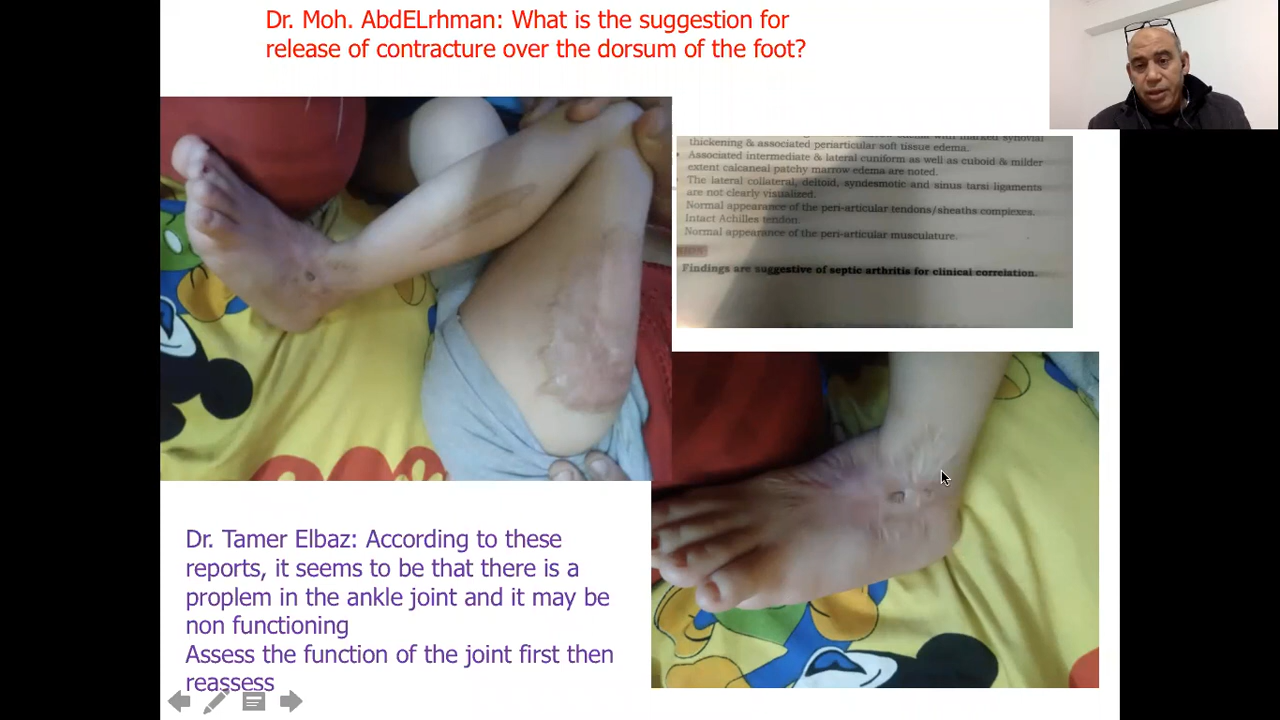 Dr. Moh. AbdELrhman: What is the suggestion for
release of contracture over the dorsum of the foot?
thickening & associated periarticular soft tissue edema.
Associated intermediate & lateral cuniform as well as cuboid & milder
extent calcaneal patchy marrow edema are noted.
The lateral collateral, deltoid, syndesmotic and sinus tarsi ligaments
are not clearly visualized.
Normal appearance of the peri-articular tendons/sheaths complexes.
Intact Achilles tendon.
Normal appearance of the peri-articular musculature.
Findings are suggestive of septic arthritis for clinical correlation.
Dr. Tamer Elbaz: According to these
reports, it seems to be that there is a
proplem in the ankle joint and it may be
non functioning
Assess the function of the joint first then
reassess